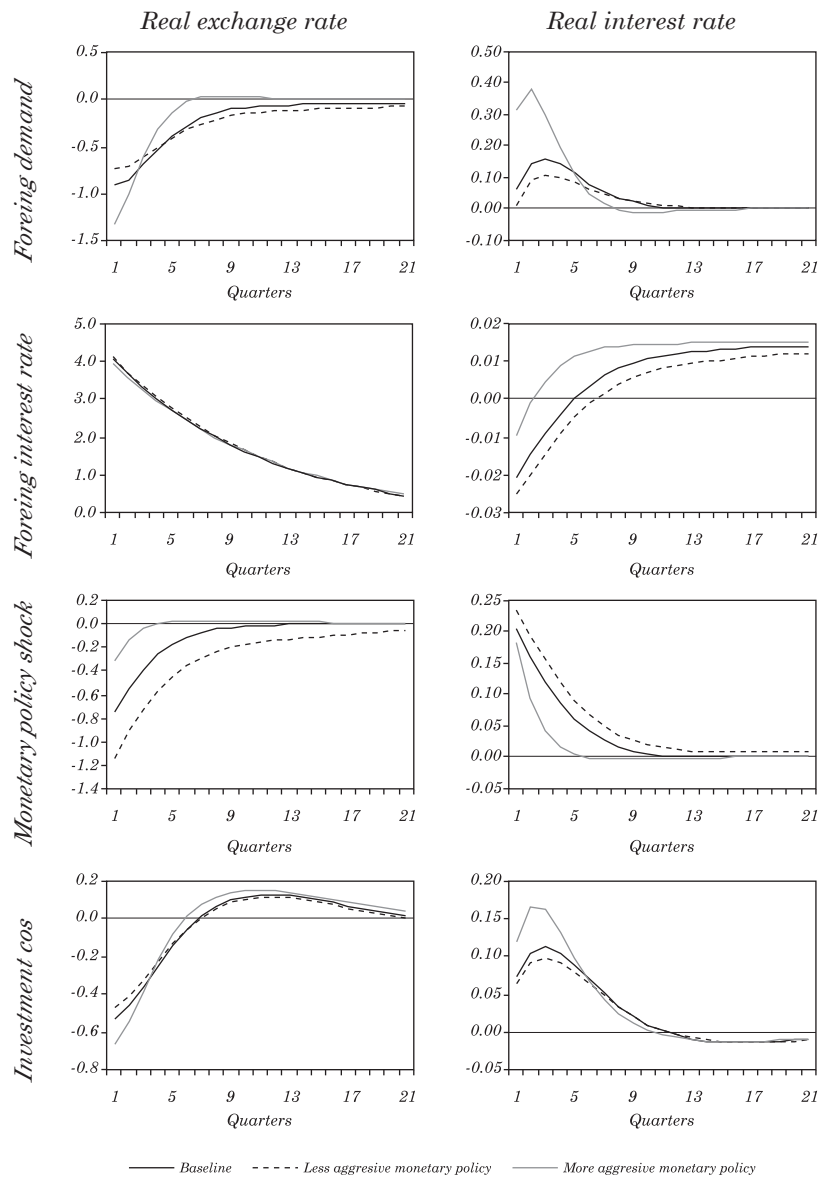 Real exchange rate Real interest rate
Foreing demand
0.5
0.0
-0.5
-1.0
-1.5
1 5 9 13 17 21
Quarters
0.50
0.40
0.30
0.20
0.10
0.00
-0.10
1 5 9 13 17 21
Quarters
Foreing interest rate
5.0
4.0
3.0
2.0
1.0
0.0
1 5 9 13 17 21
Quarters
0.02
0.01
0.00
-0.01
-0.02
-0.03
1 5 9 13 17 21
Quarters
Monetary policy shock
0.2
0.0
-0.2
-0.4
-0.6
-0.8
-1.0
-1.2
-1.4
1 5 9 13 17 21
Quarters
0.25
0.20
0.15
0.10
0.05
0.00
-0.05
1 5 9 13 17 21
Quarters
Investment cos
0.2
0.0
-0.2
-0.4
-0.6
-0.8
1 5 9 13 17 21
Quarters
0.20
0.15
0.10
0.05
0.00
-0.05
1 5 9 13 17 21
Quarters
Baseline Less aggresive monetary policy More aggresive monetary policy